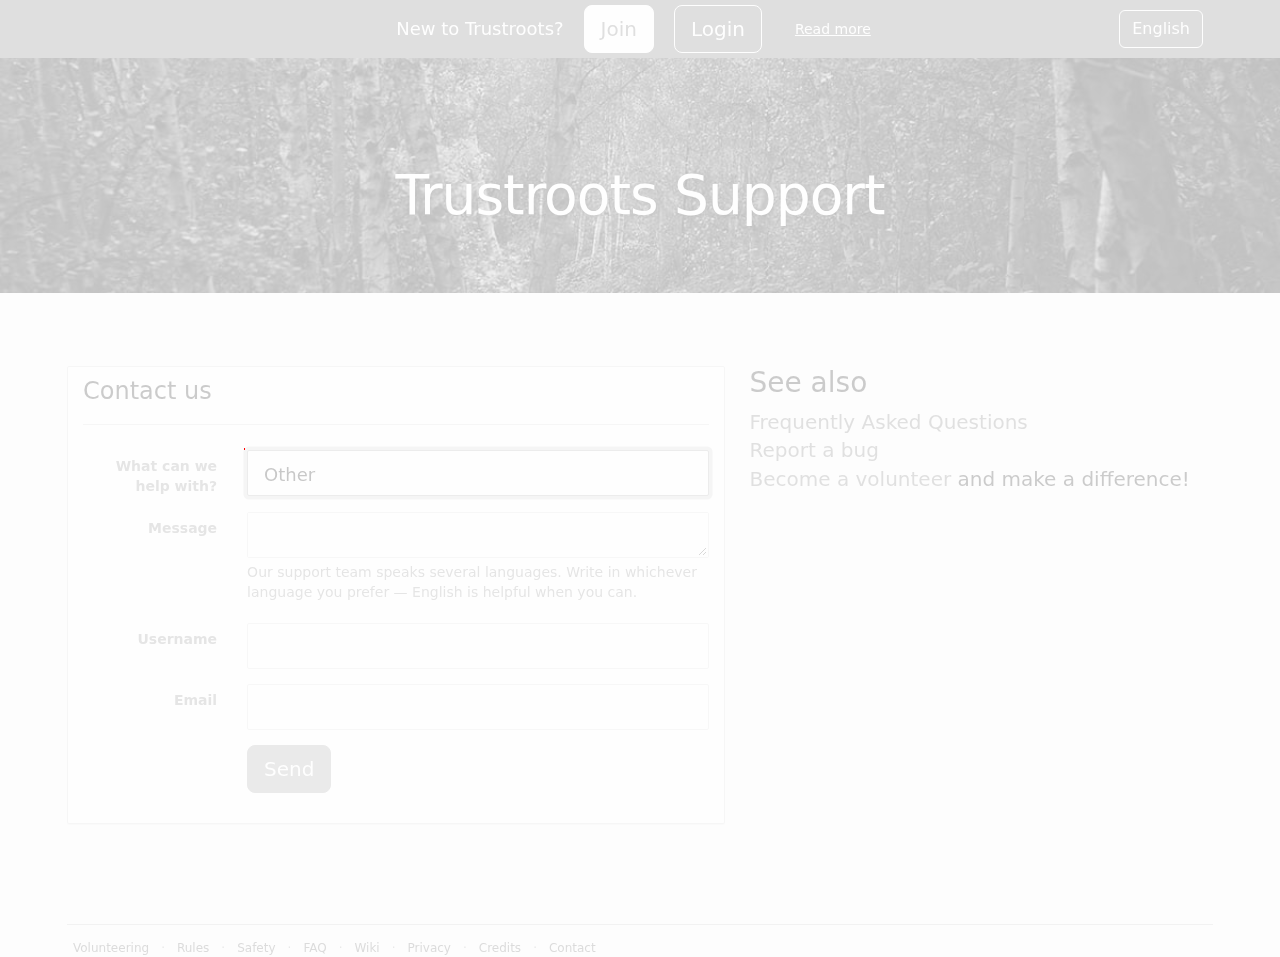 New to Trustroots?
Join
Login
Read more
English
Trustroots Support
Contact us
What can we
help with?
Other
Message
Our support team speaks several languages. Write in whichever
language you prefer — English is helpful when you can.
Username
Email
Send
See also
Frequently Asked Questions
Report a bug
Become a volunteer and make a difference!
Volunteering · Rules · Safety · FAQ · Wiki · Privacy · Credits · Contact